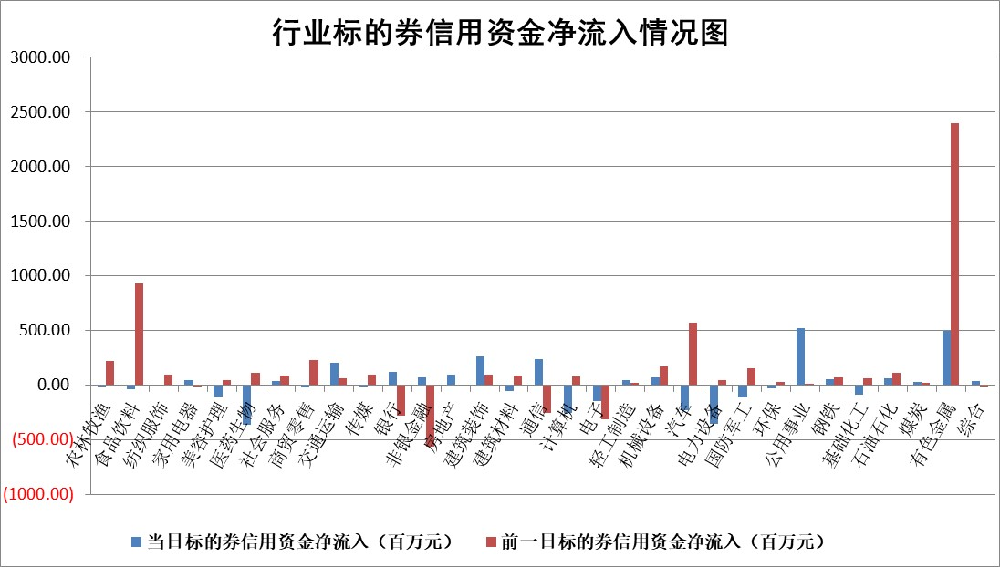 行业标的券信用资金净流入情况图
3000.00
2500.00
2000.00
1500.00
1000.00
500.00
0.00
(500.00)
(1000.00)
农林牧渔
食品饮料
纺织服饰
家用电器
美容护理
医药生物
社会服务
商贸零售
交通运输
传媒
银行
非银金融
房地产
建筑装饰
建筑材料
通信
计算机
电子
轻工制造
机械设备
汽车
电力设备
国防军工
环保
公用事业
钢铁
基础化工
石油石化
煤炭
有色金属
综合
当日标的券信用资金净流入（百万元）
前一日标的券信用资金净流入（百万元）